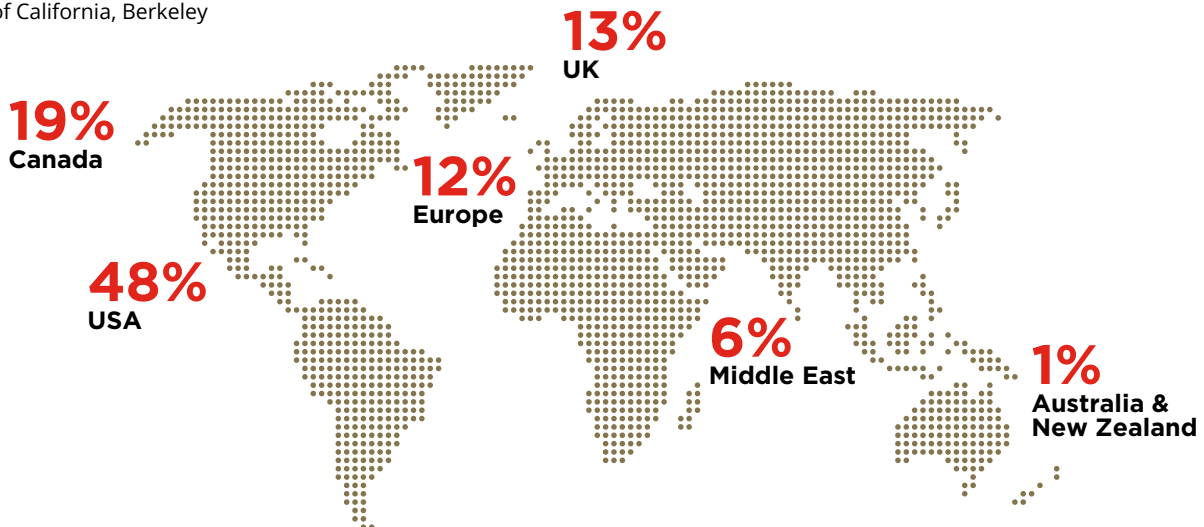 of California, Berkeley
13%
UK
19%
Canada
12%
Europe
48%
USA
6%
Middle East
1%
Australia &
New Zealand